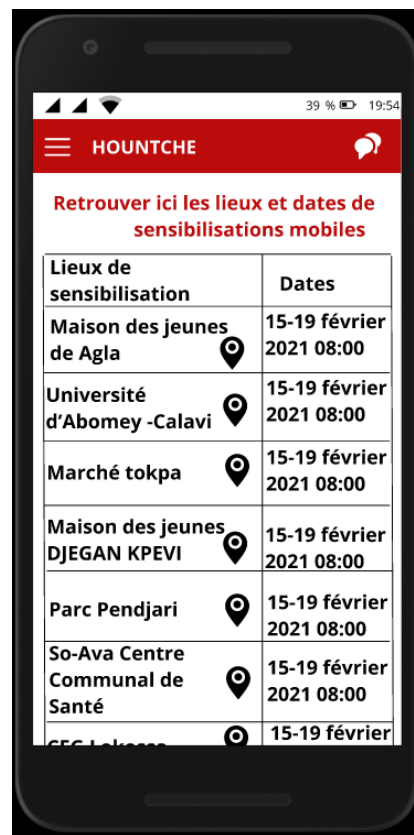 39 % 19:54
HOUNTCHE
Retrouver ici les lieux et dates de
sensibilisations mobiles
Lieux de
sensibilisation
Dates
Maison des jeunes
de Agla
15-19 février
2021 08:00
Université
d’Abomey -Calavi
15-19 février
2021 08:00
Marché tokpa
15-19 février
2021 08:00
Maison des jeunes
DJEGAN KPEVI
15-19 février
2021 08:00
Parc Pendjari
15-19 février
2021 08:00
So-Ava Centre
Communal de
Santé
15-19 février
2021 08:00
15-19 février